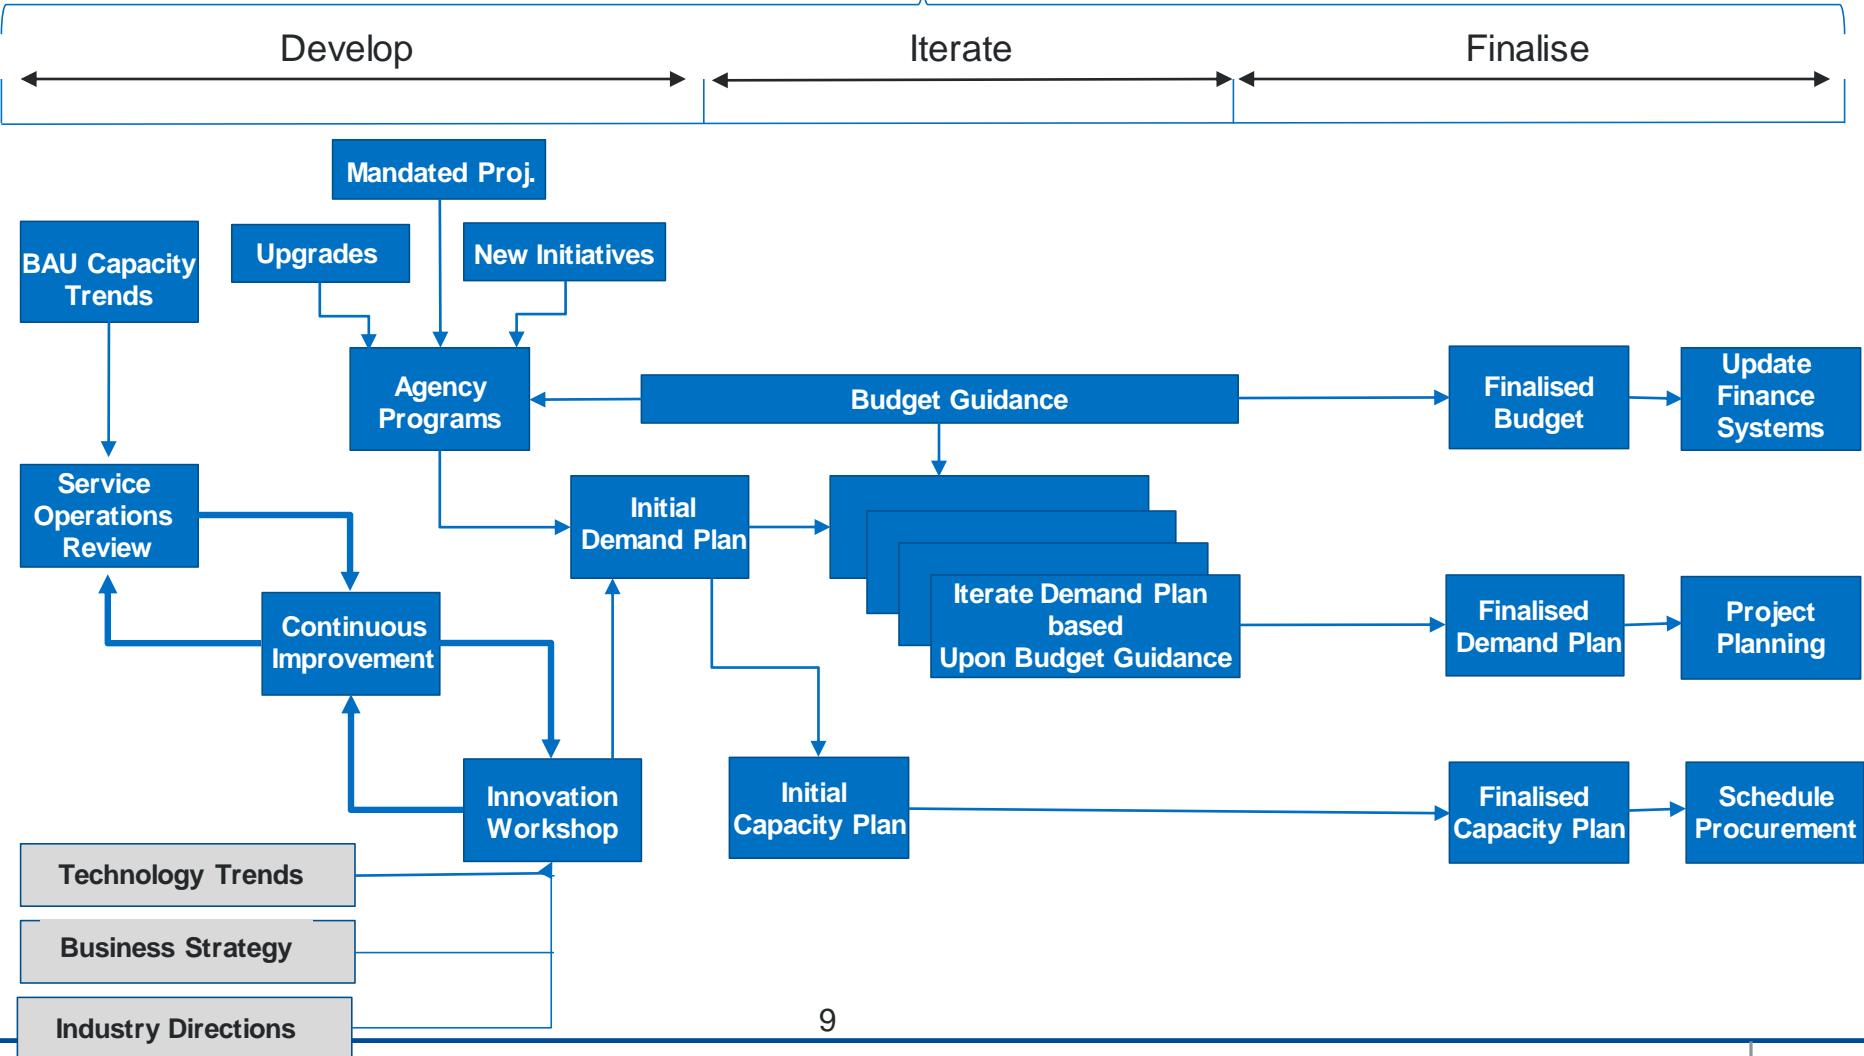 Develop
Iterate
Finalise
Mandated Proj.
BAU Capacity
Trends
Upgrades
New Initiatives
Agency
Programs
Budget Guidance
Finalised
Budget
Update
Finance
Systems
Service
Operations
Review
Initial
Demand Plan
Continuous
Improvement
Iterate Demand Plan
based
Upon Budget Guidance
Finalised
Demand Plan
Project
Planning
Innovation
Workshop
Initial
Capacity Plan
Finalised
Capacity Plan
Schedule
Procurement
Technology Trends
Business Strategy
Industry Directions
9